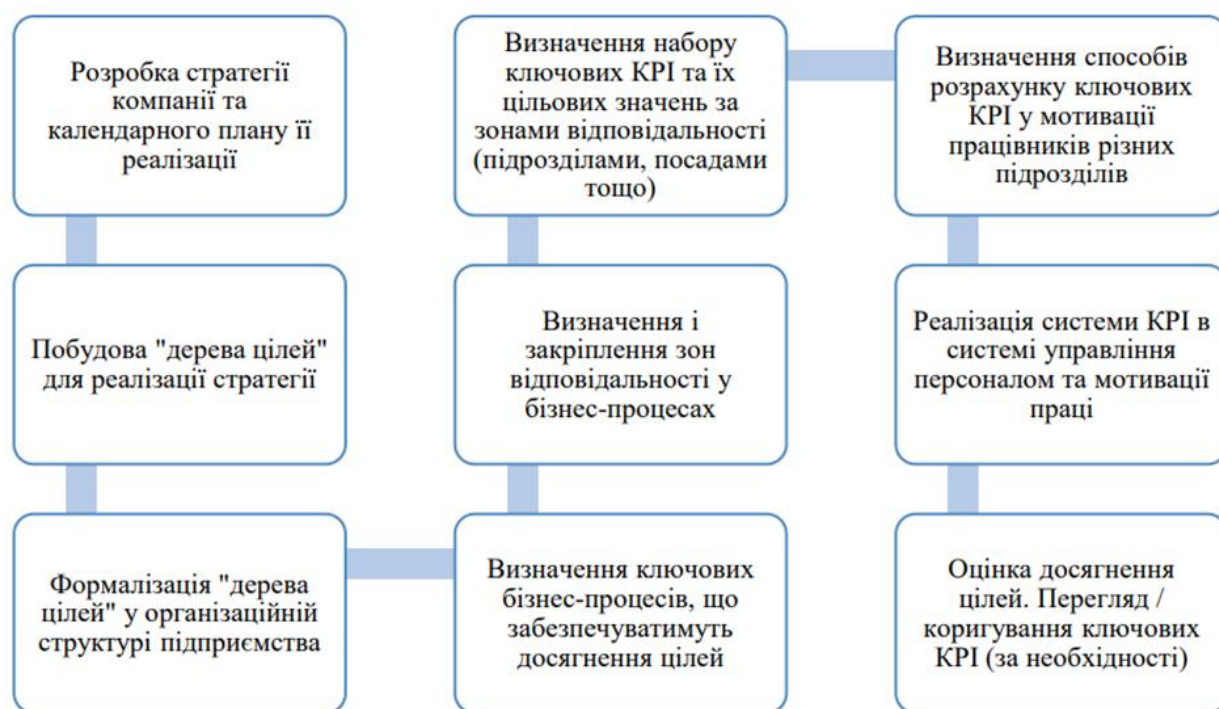 Розробка стратегії
компанії та
календарного плану її
реалізації
Побудова "дерева цілей"
для реалізації стратегії
Формалізація "дерева
цілей" у організаційній
структурі підприємства
Визначення ключових
бізнес-процесів, що
забезпечуватимуть
досягнення цілей
Визначення і
закріплення зон
відповідальності у
бізнес-процесах
Визначення набору
ключових КРІ та їх
цільових значень за
зонами відповідальності
(підрозділами, посадами
тощо)
Визначення способів
розрахунку ключових
КРІ у мотивації
працівників різних
підрозділів
Реалізація системи КРІ в
системі управління
персоналом та мотивації
праці
Оцінка досягнення
цілей. Перегляд /
коригування ключових
КРІ (за необхідності)